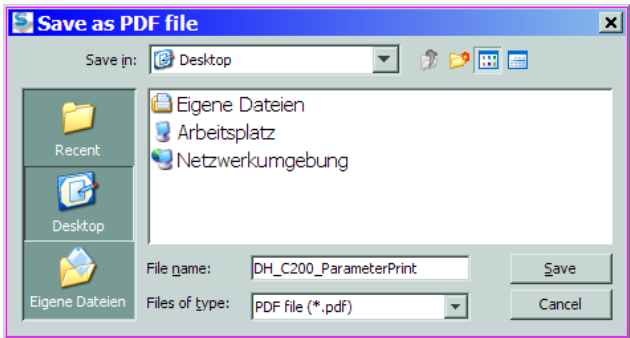 Save as PDF file
Save in: Desktop
Eigene Dateien
Arbeitsplatz
Netzwerkumgebung
Recent
Desktop
Eigene Dateien
File name: DH_C200_ParameterPrint Save
Files of type: PDF file (*.pdf) Cancel